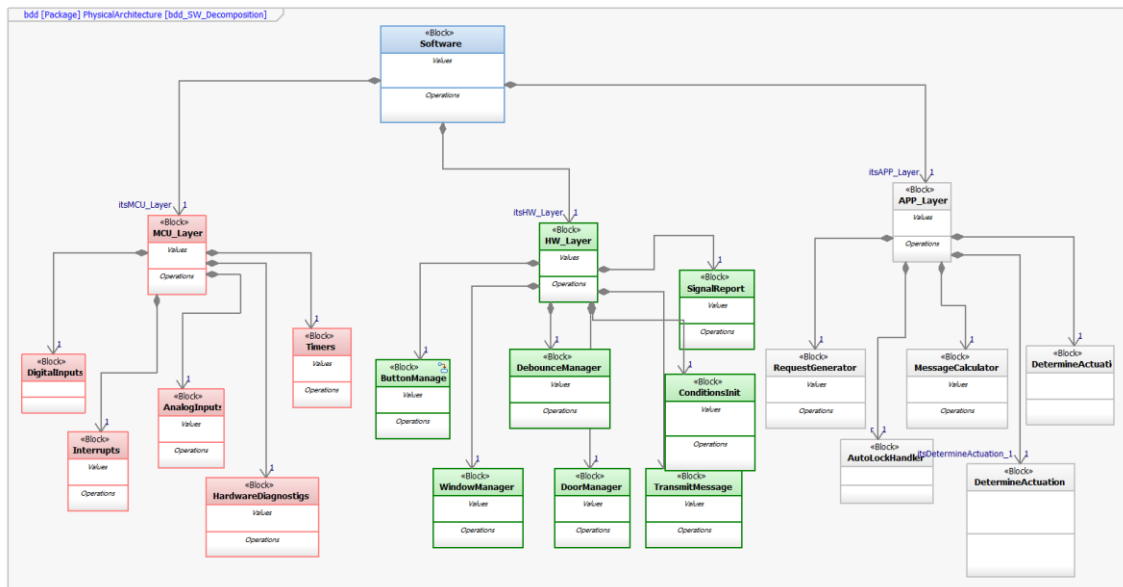 bdd [Package] PhysicalArchitecture [bdd_SW_Decomposition]
«Block»
Software
Values
Operations
itsMCU_Layer 1
«Block»
MCU_Layer
Values
Operations
itsHW_Layer 1
«Block»
HW_Layer
Values
Operations
itsAPP_Layer 1
«Block»
APP_Layer
Values
Operations
1
«Block»
DigitalInputs
1
«Block»
Interrupts
Values
Operations
1
«Block»
AnalogInputs
Values
Operations
1
«Block»
HardwareDiagnostigs
Values
Operations
1
«Block»
Timers
Values
Operations
1
«Block»
ButtonManage
Values
Operations
1
«Block»
WindowManager
Values
Operations
1
«Block»
DebounceManager
Values
Operations
1
«Block»
DoorManager
Values
Operations
1
«Block»
SignalReport
Values
Operations
1
«Block»
ConditionsInit
Values
Operations
1
«Block»
TransmitMessage
Values
Operations
1
«Block»
RequestGenerator
Values
Operations
r 1
«Block»
AutoLockHandler
1
«Block»
MessageCalculator
Values
Operations
1
«Block»
DetermineActuati
itsDetermineActuation_1 1
«Block»
DetermineActuation